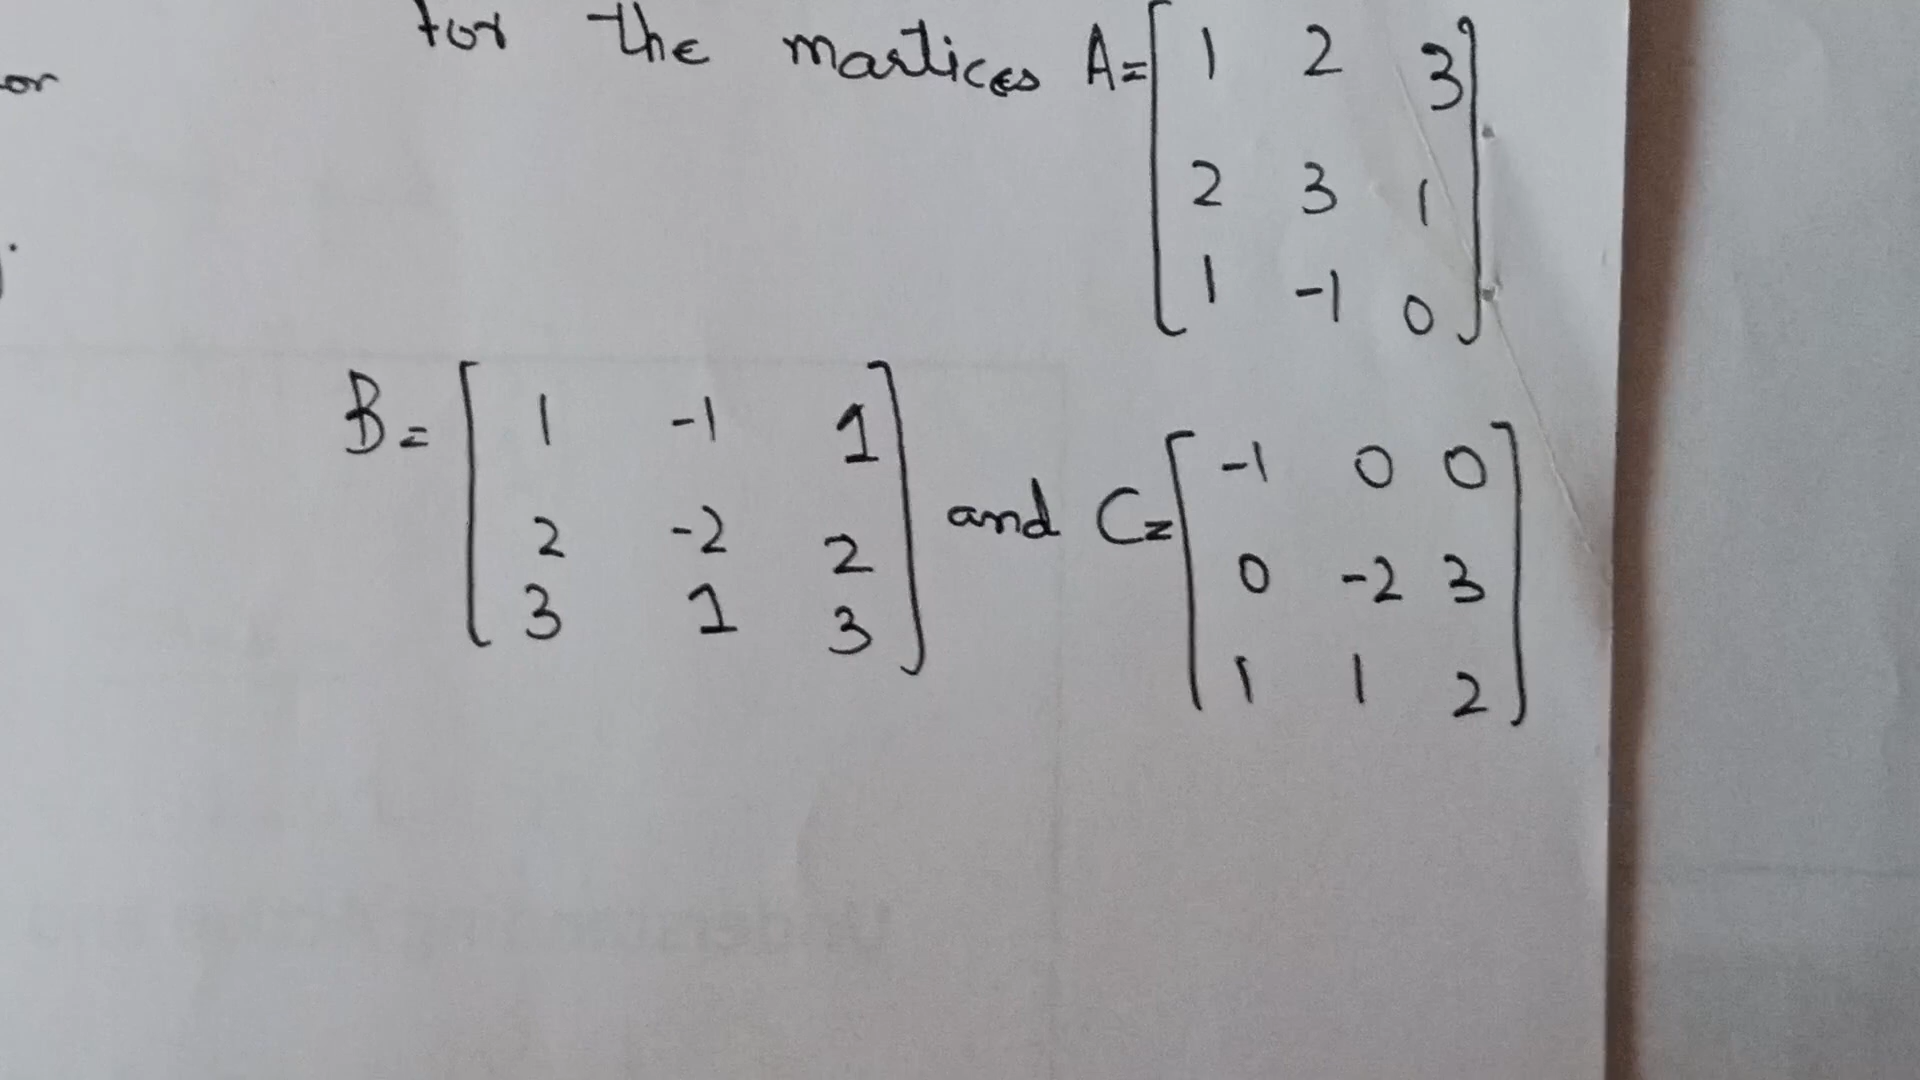 for the martices A= [ 1 2 3
2 3 1
1 -1 0 ]
B= [ 1 -1 1
2 -2 2
3 1 3 ] and C= [ -1 0 0
0 -2 3
1 1 2 ]
or